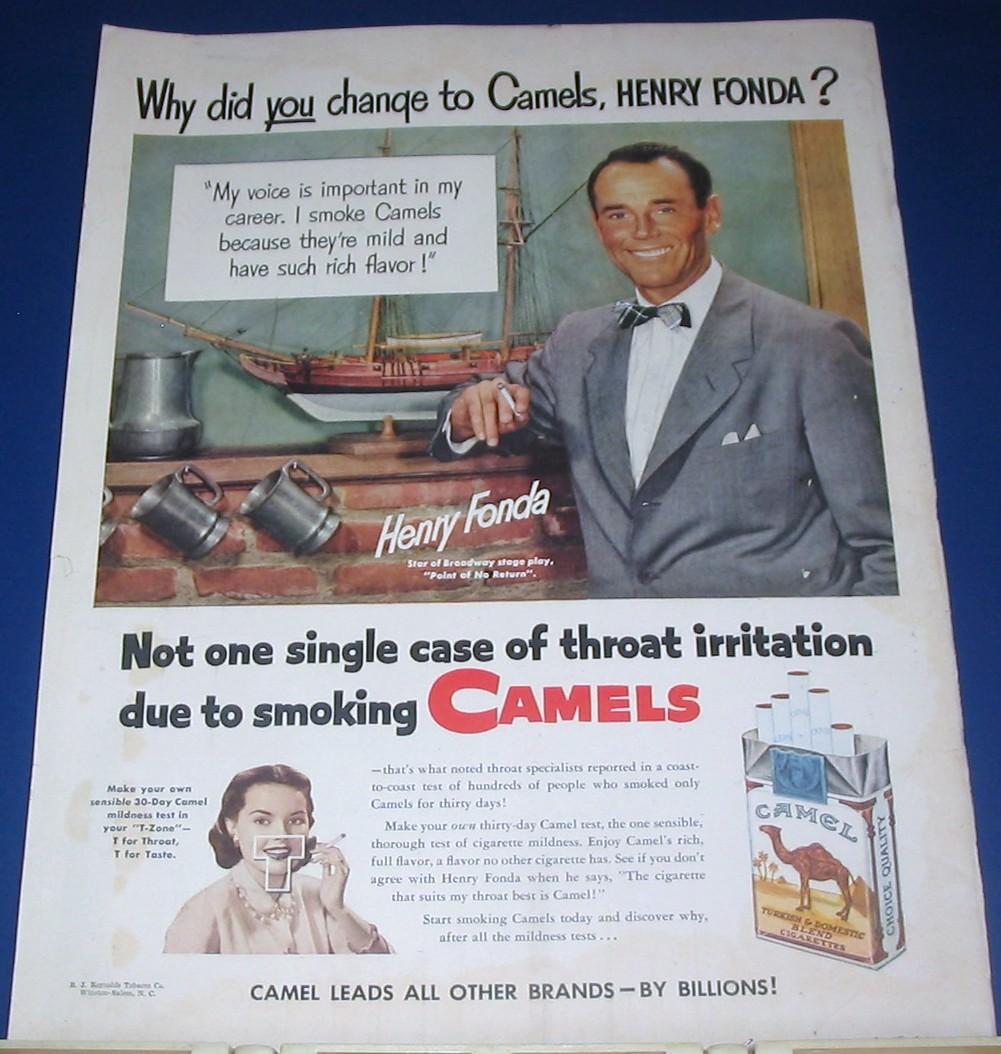 Why did you change to Camels, HENRY FONDA?
"My voice is important in my
career. I smoke Camels
because they're mild and
have such rich flavor!"
Henry Fonda
Star of Broadway stage play,
"Point of No Return".
Not one single case of throat irritation
due to smoking CAMELS
Make your own
sensible 30-Day Camel
mildness test in
your "T-Zone"—
T for Throat,
T for Taste.
T
—that's what noted throat specialists reported in a coast-
to-coast test of hundreds of people who smoked only
Camels for thirty days!
Make your own thirty-day Camel test, the one sensible,
thorough test of cigarette mildness. Enjoy Camel's rich,
full flavor, a flavor no other cigarette has. See if you don't
agree with Henry Fonda when he says, "The cigarette
that suits my throat best is Camel!"
Start smoking Camels today and discover why,
after all the mildness tests...
CAMEL
TURKISH & DOMESTIC
BLEND
CIGARETTES
CHOICE QUALITY
R. J. Reynolds Tobacco Co.
Winston-Salem, N. C.
CAMEL LEADS ALL OTHER BRANDS—BY BILLIONS!